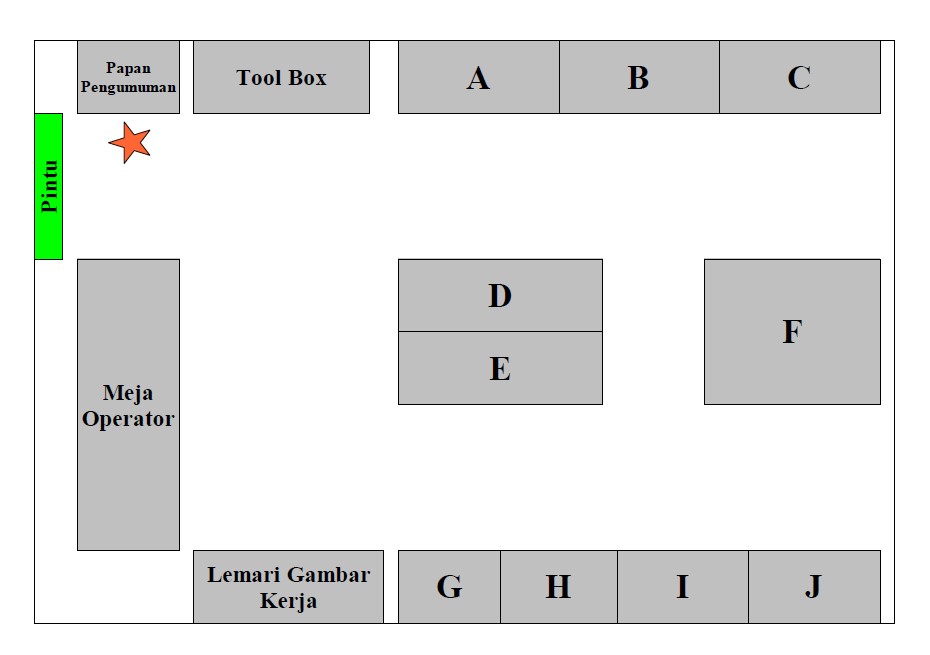 Papan
Pengumuman
Tool Box
A
B
C
Pintu
D
E
F
Meja
Operator
Lemari Gambar
Kerja
G
H
I
J